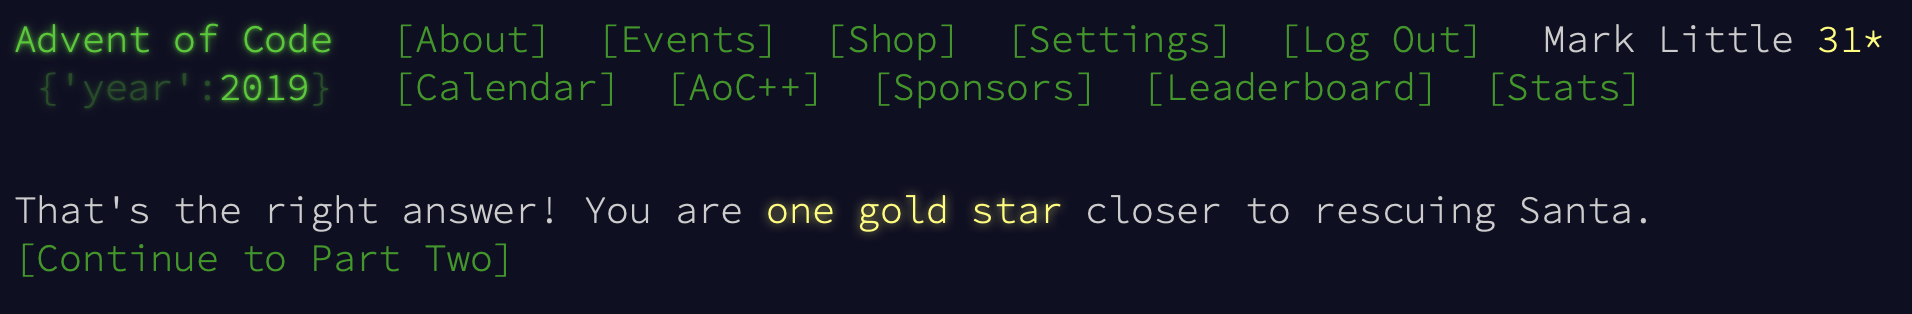 Advent of Code [About] [Events] [Shop] [Settings] [Log Out] Mark Little 31*
{'year':2019} [Calendar] [AoC++] [Sponsors] [Leaderboard] [Stats]
That's the right answer! You are one gold star closer to rescuing Santa.
[Continue to Part Two]